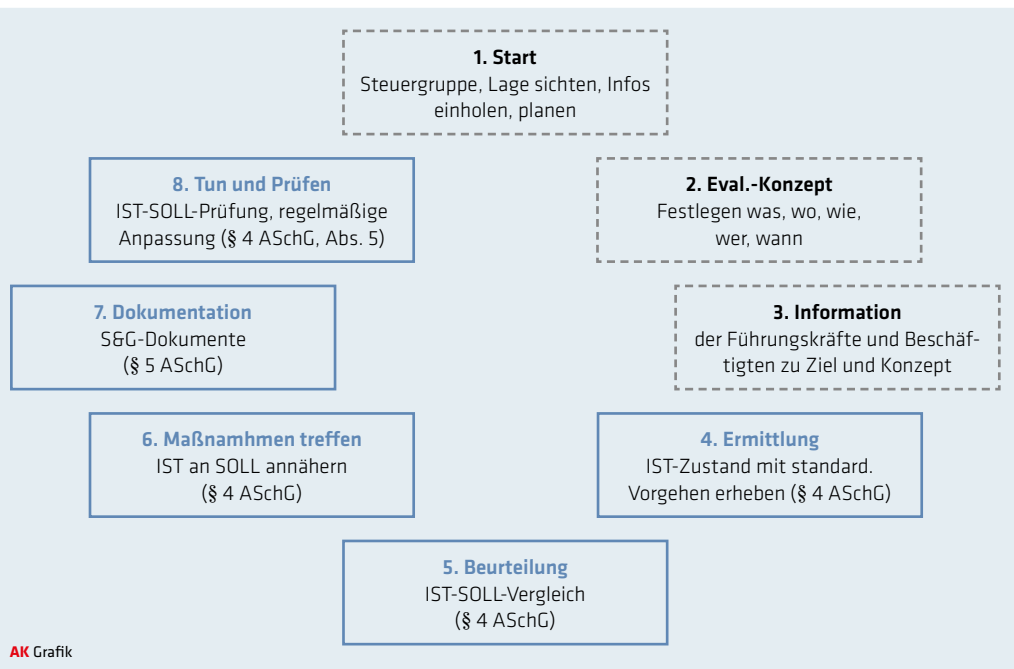 1. Start
Steuergruppe, Lage sichten, Infos
einholen, planen
2. Eval.-Konzept
Festlegen was, wo, wie,
wer, wann
3. Information
der Führungskräfte und Beschäf-
tigten zu Ziel und Konzept
4. Ermittlung
IST-Zustand mit standard.
Vorgehen erheben (§ 4 ASchG)
5. Beurteilung
IST-SOLL-Vergleich
(§ 4 ASchG)
6. Maßnamhmen treffen
IST an SOLL annähern
(§ 4 ASchG)
7. Dokumentation
S&G-Dokumente
(§ 5 ASchG)
8. Tun und Prüfen
IST-SOLL-Prüfung, regelmäßige
Anpassung (§ 4 ASchG, Abs. 5)
AK Grafik